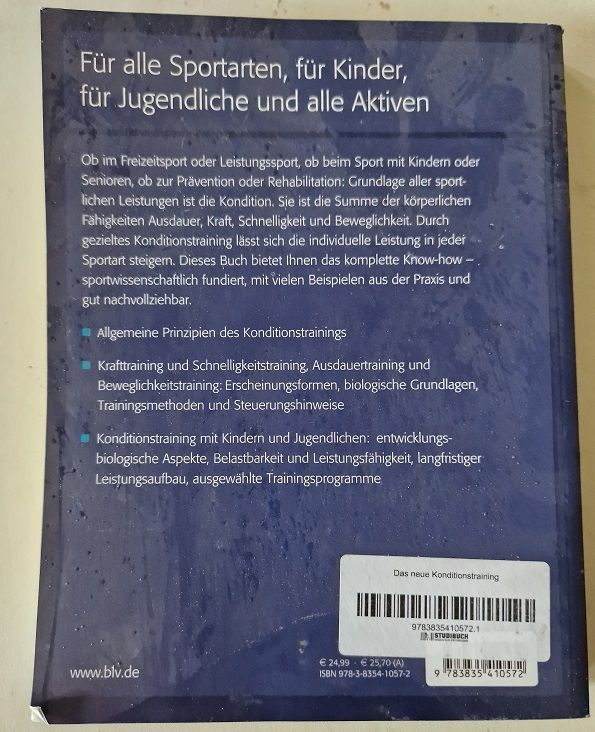 Für alle Sportarten, für Kinder,
für Jugendliche und alle Aktiven
Ob im Freizeitsport oder Leistungssport, ob beim Sport mit Kindern oder
Senioren, ob zur Prävention oder Rehabilitation: Grundlage aller sport-
lichen Leistungen ist die Kondition. Sie ist die Summe der körperlichen
Fähigkeiten Ausdauer, Kraft, Schnelligkeit und Beweglichkeit. Durch
gezieltes Konditionstraining lässt sich die individuelle Leistung in jeder
Sportart steigern. Dieses Buch bietet Ihnen das komplette Know-how –
sportwissenschaftlich fundiert, mit vielen Beispielen aus der Praxis und
gut nachvollziehbar.
Allgemeine Prinzipien des Konditionstrainings
Krafttraining und Schnelligkeitstraining, Ausdauertraining und
Beweglichkeitstraining: Erscheinungsformen, biologische Grundlagen,
Trainingsmethoden und Steuerungshinweise
Konditionstraining mit Kindern und Jugendlichen: entwicklungs-
biologische Aspekte, Belastbarkeit und Leistungsfähigkeit, langfristiger
Leistungsaufbau, ausgewählte Trainingsprogramme
Das neue Konditionstraining
9783835410572.1
STUDIBUCH
www.blv.de
€ 24,99 · € 25,70 (A)
ISBN 978-3-8354-1057-2
9 783835 410572